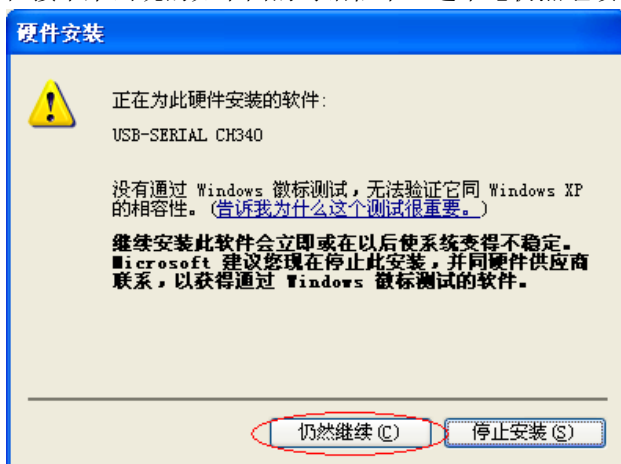 硬件安装
正在为此硬件安装的软件:
USB-SERIAL CH340
没有通过 Windows 徽标测试，无法验证它同 Windows XP
的相容性。(告诉我为什么这个测试很重要。)
继续安装此软件会立即或在以后使系统变得不稳定。
Microsoft 建议您现在停止此安装，并同硬件供应商
联系，以获得通过 Windows 徽标测试的软件。
仍然继续(C)
停止安装(S)